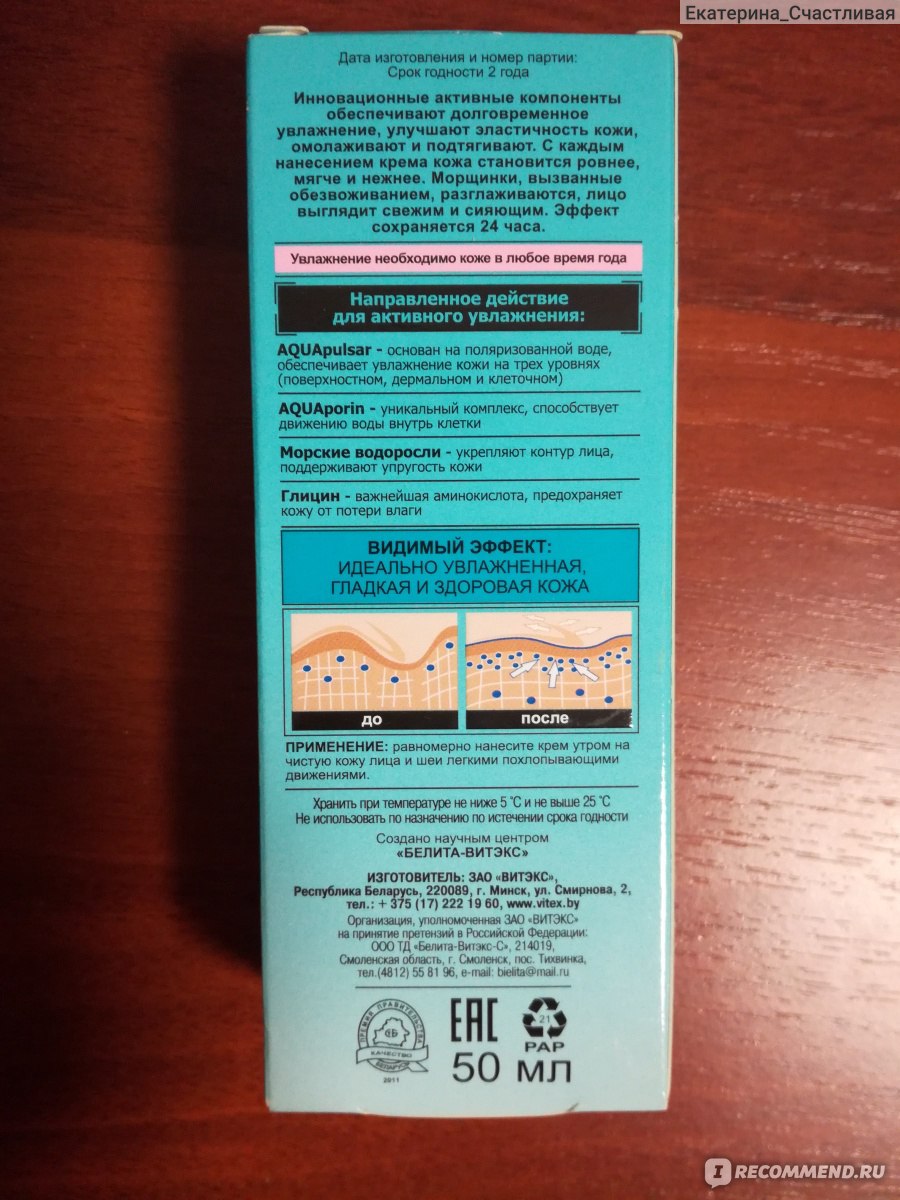 Екатерина_Счастливая
Дата изготовления и номер партии:
Срок годности 2 года
Инновационные активные компоненты
обеспечивают долговременное
увлажнение, улучшают эластичность кожи,
омолаживают и подтягивают. С каждым
нанесением крема кожа становится ровнее,
мягче и нежнее. Морщинки, вызванные
обезвоживанием, разглаживаются, лицо
выглядит свежим и сияющим. Эффект
сохраняется 24 часа.
Увлажнение необходимо коже в любое время года
Направленное действие
для активного увлажнения:
AQUApulsar - основан на поляризованной воде,
обеспечивает увлажнение кожи на трех уровнях
(поверхностном, дермальном и клеточном)
AQUAporin - уникальный комплекс, способствует
движению воды внутрь клетки
Морские водоросли - укрепляют контур лица,
поддерживают упругость кожи
Глицин - важнейшая аминокислота, предохраняет
кожу от потери влаги
ВИДИМЫЙ ЭФФЕКТ:
ИДЕАЛЬНО УВЛАЖНЕННАЯ,
ГЛАДКАЯ И ЗДОРОВАЯ КОЖА
до
после
ПРИМЕНЕНИЕ: равномерно нанесите крем утром на
чистую кожу лица и шеи легкими похлопывающими
движениями.
Хранить при температуре не ниже 5 °С и не выше 25 °С
Не использовать по назначению по истечении срока годности
Создано научным центром
«БЕЛИТА-ВИТЭКС»
ИЗГОТОВИТЕЛЬ: ЗАО «ВИТЭКС»,
Республика Беларусь, 220089, г. Минск, ул. Смирнова, 2,
тел.: + 375 (17) 222 19 60, www.vitex.by
Организация, уполномоченная ЗАО «ВИТЭКС»
на принятие претензий в Российской Федерации:
ООО ТД «Белита-Витэкс-С», 214019,
Смоленская область, г. Смоленск, пос. Тихвинка,
тел.(4812) 55 81 96, e-mail: bielita@mail.ru
ПРЕМИЯ ПРАВИТЕЛЬСТВА
КАЧЕСТВО
БЕЛАРУСИ
2011
EAC
21
PAP
50 МЛ
IRECOMMEND.RU